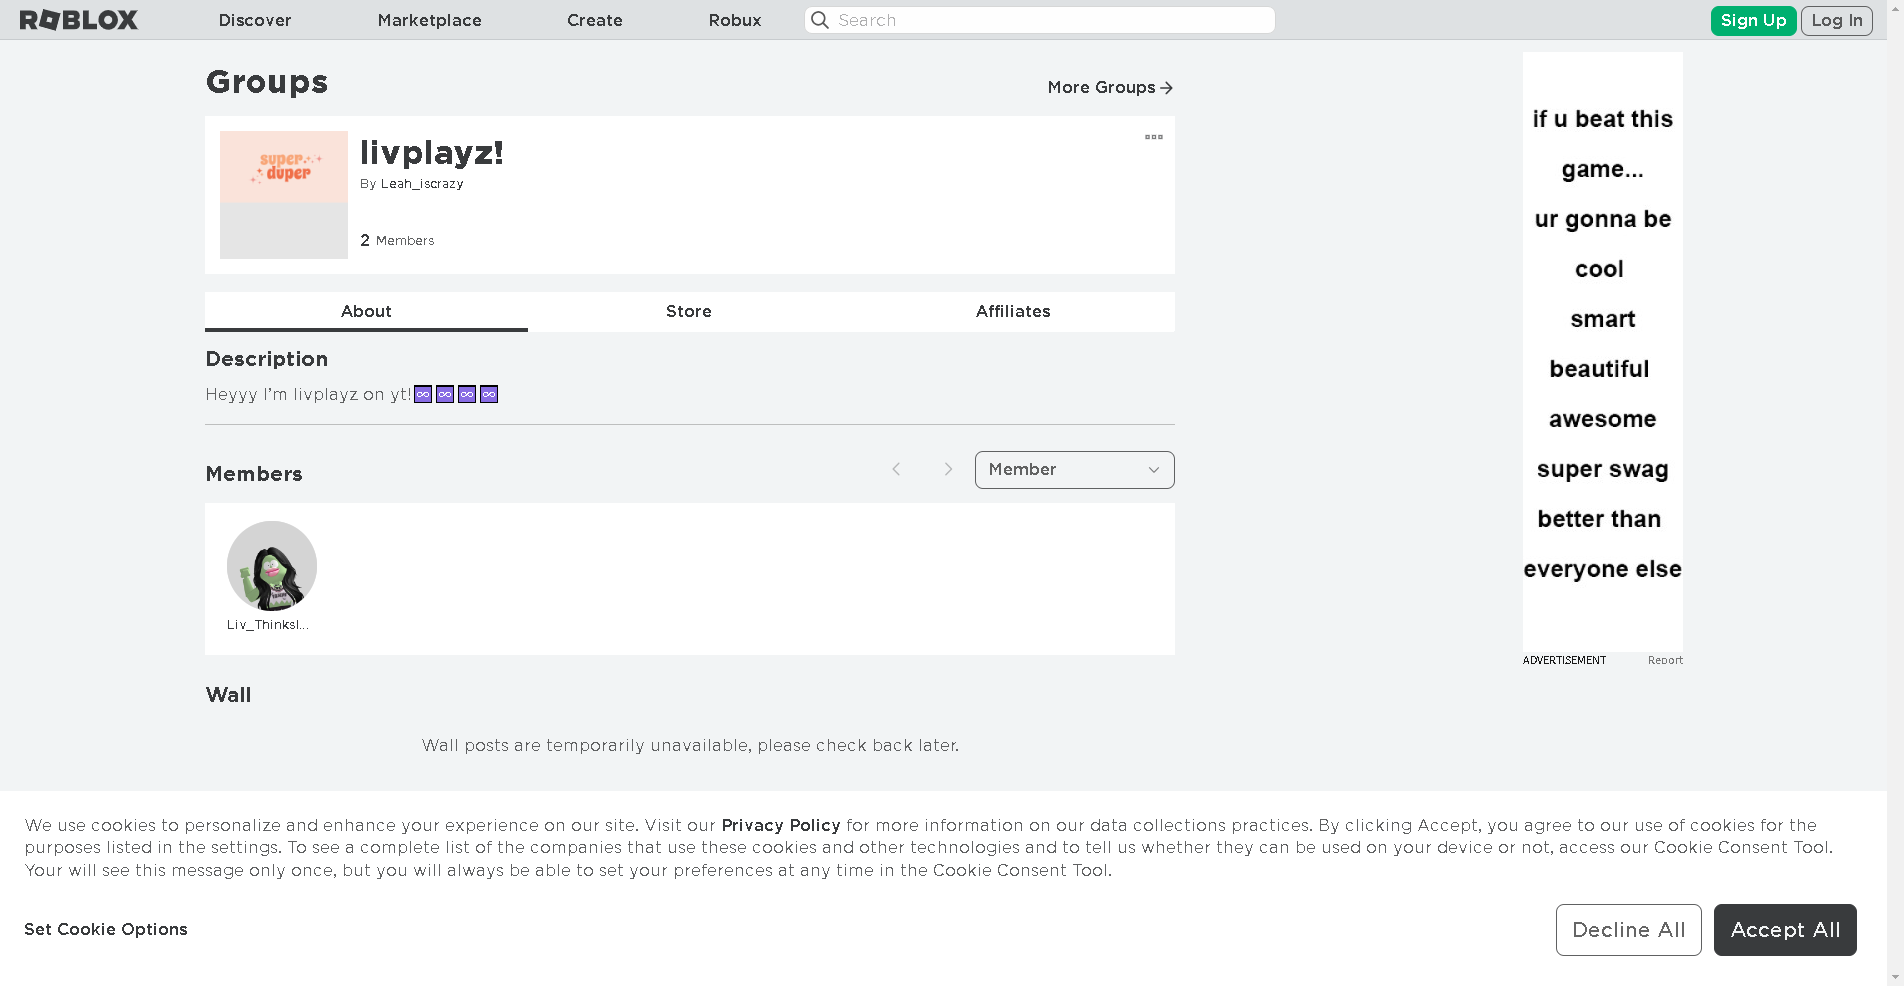 ROBLOX
Discover
Marketplace
Create
Robux
Search
Sign Up
Log In
Groups
More Groups
super
duper
livplayz!
By Leah_iscrazy
2 Members
About
Store
Affiliates
Description
Heyyy I'm livplayz on yt!♾️♾️♾️♾️
Members
Member
Liv_ThinksI...
Wall
Wall posts are temporarily unavailable, please check back later.
if u beat this
game...
ur gonna be
cool
smart
beautiful
awesome
super swag
better than
everyone else
ADVERTISEMENT
Report
We use cookies to personalize and enhance your experience on our site. Visit our Privacy Policy for more information on our data collections practices. By clicking Accept, you agree to our use of cookies for the
purposes listed in the settings. To see a complete list of the companies that use these cookies and other technologies and to tell us whether they can be used on your device or not, access our Cookie Consent Tool.
Your will see this message only once, but you will always be able to set your preferences at any time in the Cookie Consent Tool.
Set Cookie Options
Decline All
Accept All